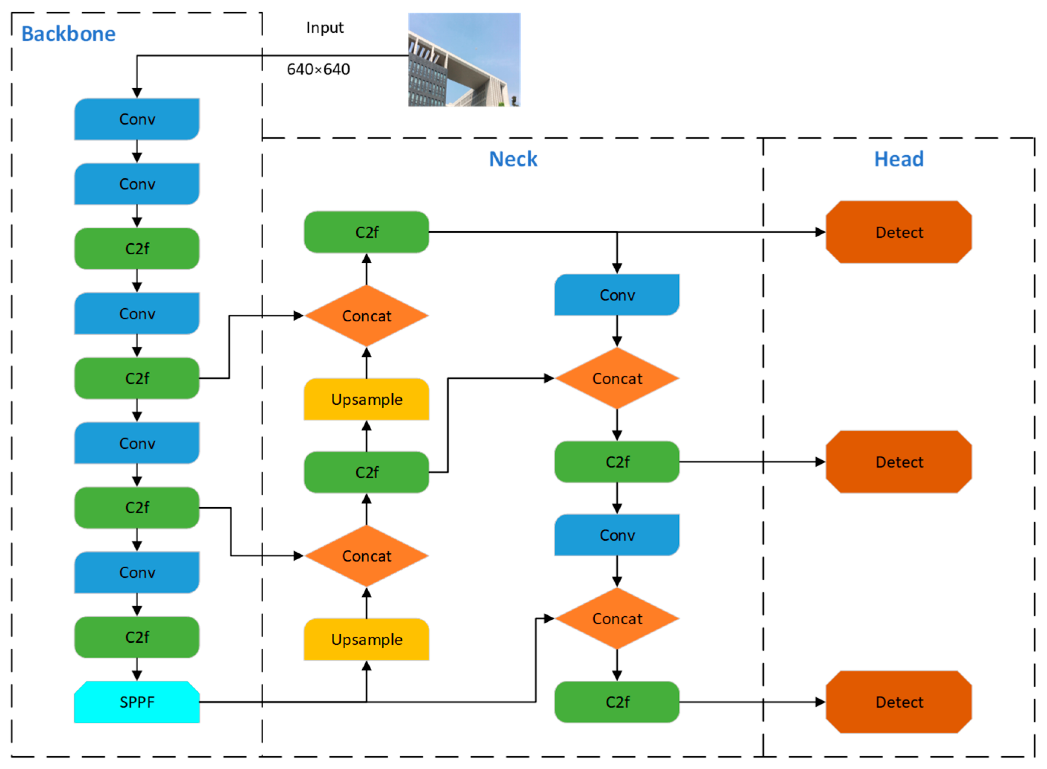 Backbone
Input
640×640
Conv
Conv
C2f
Conv
C2f
Conv
C2f
Conv
C2f
SPPF
Neck
C2f
Concat
Upsample
C2f
Concat
Upsample
Conv
Concat
C2f
Conv
Concat
C2f
Head
Detect
Detect
Detect